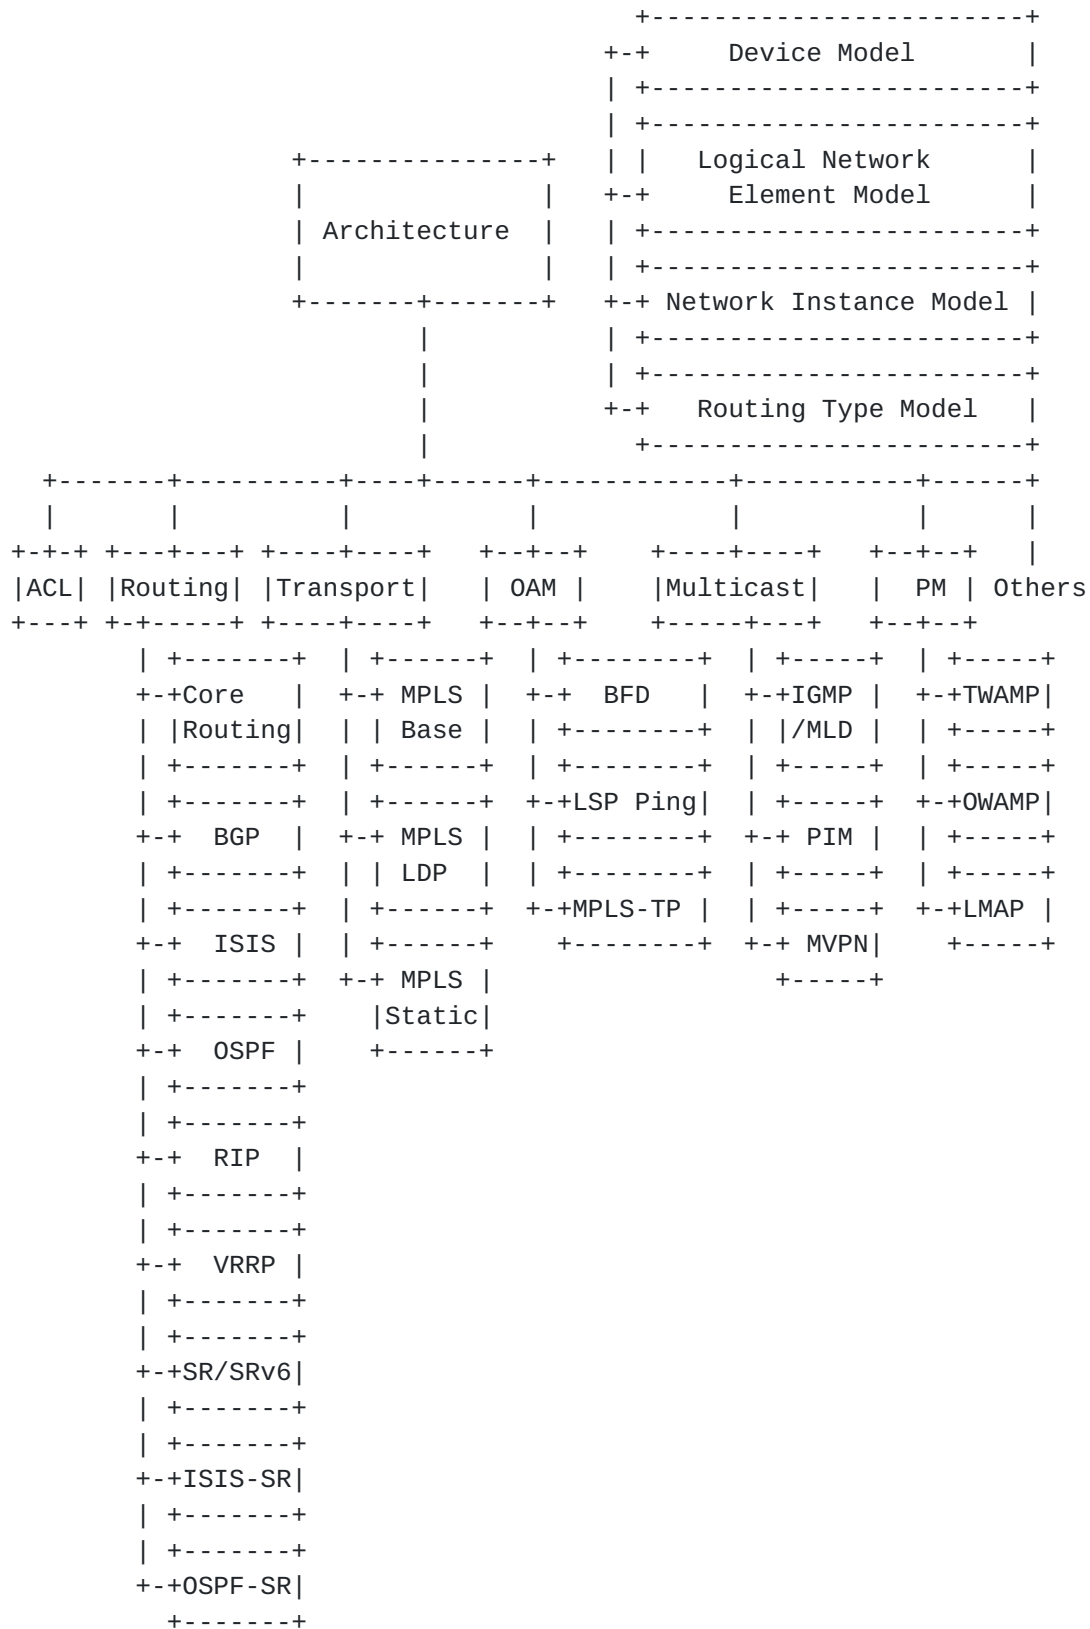 +------------------------+
                                      +-+     Device Model       |
                                      | +------------------------+
                                      | +------------------------+
                  +---------------+   | |   Logical Network      |
                  |               |   +-+     Element Model      |
                  | Architecture  |   | +------------------------+
                  |               |   | +------------------------+
                  +-------+-------+   +-+ Network Instance Model |
                          |           | +------------------------+
                          |           | +------------------------+
                          |           +-+   Routing Type Model   |
                          |             +------------------------+
  +-------+----------+----+------+------------+-----------+------+
  |       |          |           |            |           |      |
+-+-+ +---+---+ +----+----+   +--+--+    +----+----+   +--+--+   |
|ACL| |Routing| |Transport|   | OAM |    |Multicast|   |  PM | Others
+---+ +-+-----+ +----+----+   +--+--+    +-----+---+   +--+--+
        | +-------+  | +------+  | +--------+  | +-----+  | +-----+
        +-+Core   |  +-+ MPLS |  +-+  BFD   |  +-+IGMP |  +-+TWAMP|
        | |Routing|  | | Base |  | +--------+  | |/MLD |  | +-----+
        | +-------+  | +------+  | +--------+  | +-----+  | +-----+
        | +-------+  | +------+  +-+LSP Ping|  | +-----+  +-+OWAMP|
        +-+  BGP  |  +-+ MPLS |  | +--------+  +-+ PIM |  | +-----+
        | +-------+  | | LDP  |  | +--------+  | +-----+  | +-----+
        | +-------+  | +------+  +-+MPLS-TP |  | +-----+  +-+LMAP |
        +-+  ISIS |  | +------+    +--------+  +-+ MVPN|    +-----+
        | +-------+  +-+ MPLS |                  +-----+
        | +-------+    |Static|
        +-+  OSPF |    +------+
        | +-------+
        | +-------+
        +-+  RIP  |
        | +-------+
        | +-------+
        +-+  VRRP |
        | +-------+
        | +-------+
        +-+SR/SRv6|
        | +-------+
        | +-------+
        +-+ISIS-SR|
        | +-------+
        | +-------+
        +-+OSPF-SR|
          +-------+